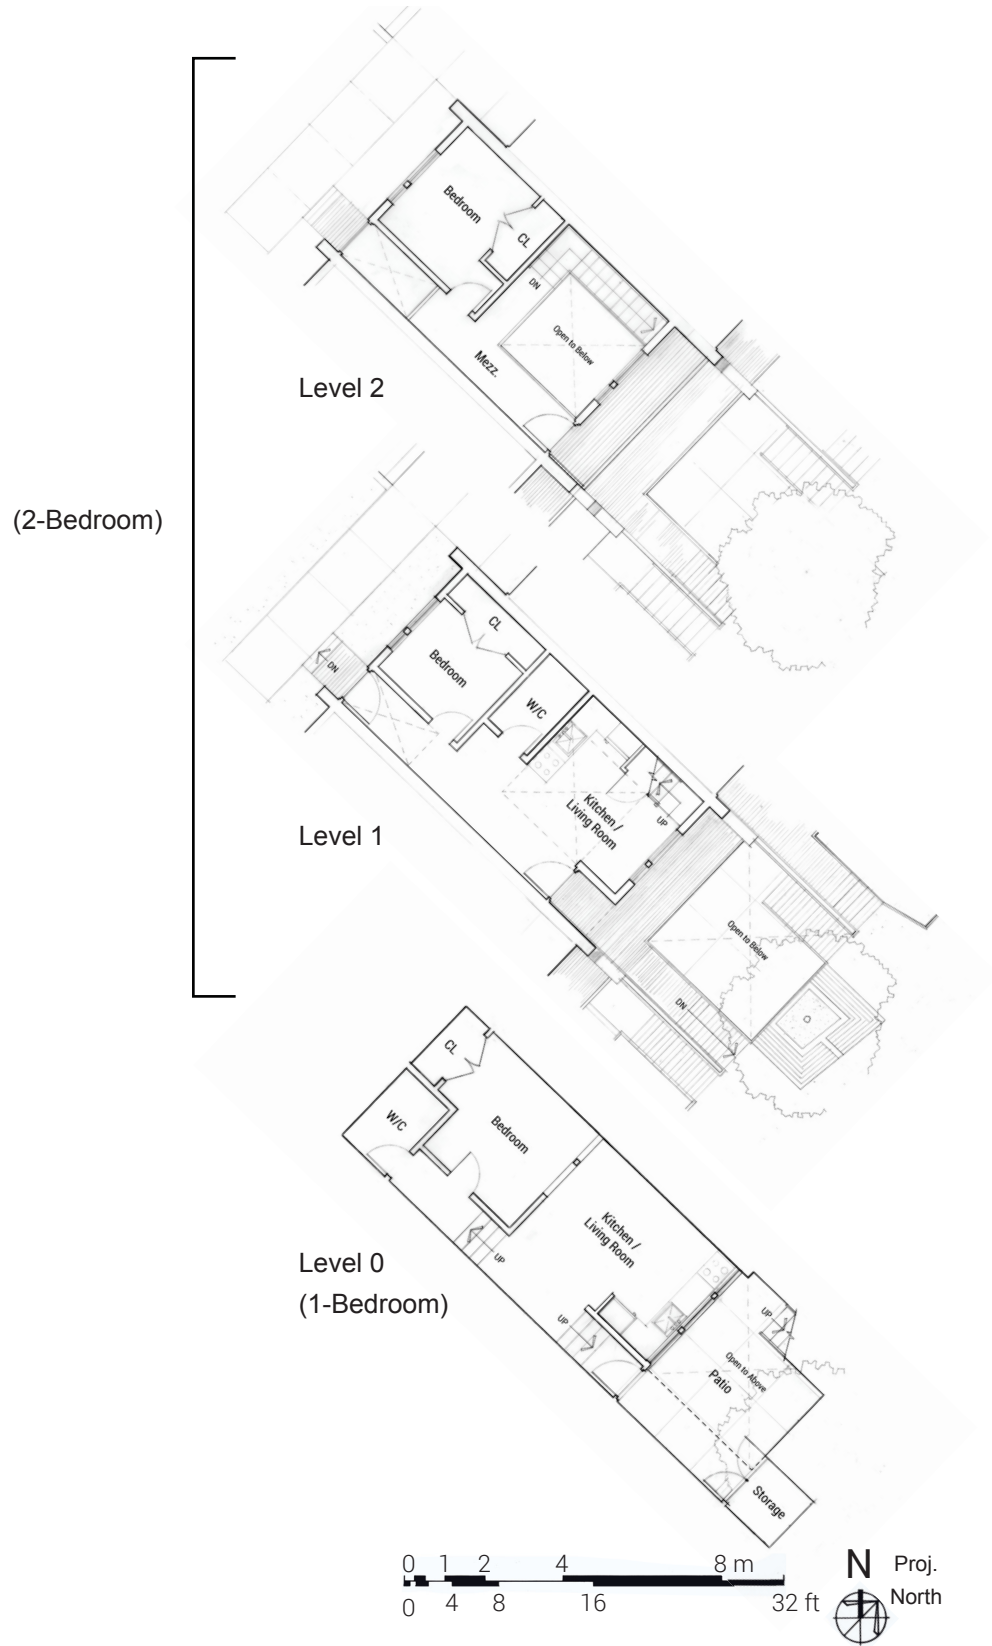 Bedroom
CL
DN
Open to Below
Mezz.
Level 2
(2-Bedroom)
CL
Bedroom
DN
W/C
Kitchen /
Living Room
UP
Level 1
Open to Below
DN
CL
W/C
Bedroom
Kitchen /
Living Room
UP
Level 0
(1-Bedroom)
UP
UP
Open to Above
Patio
Storage
0 1 2 4 8 m
0 4 8 16 32 ft
N Proj.
North